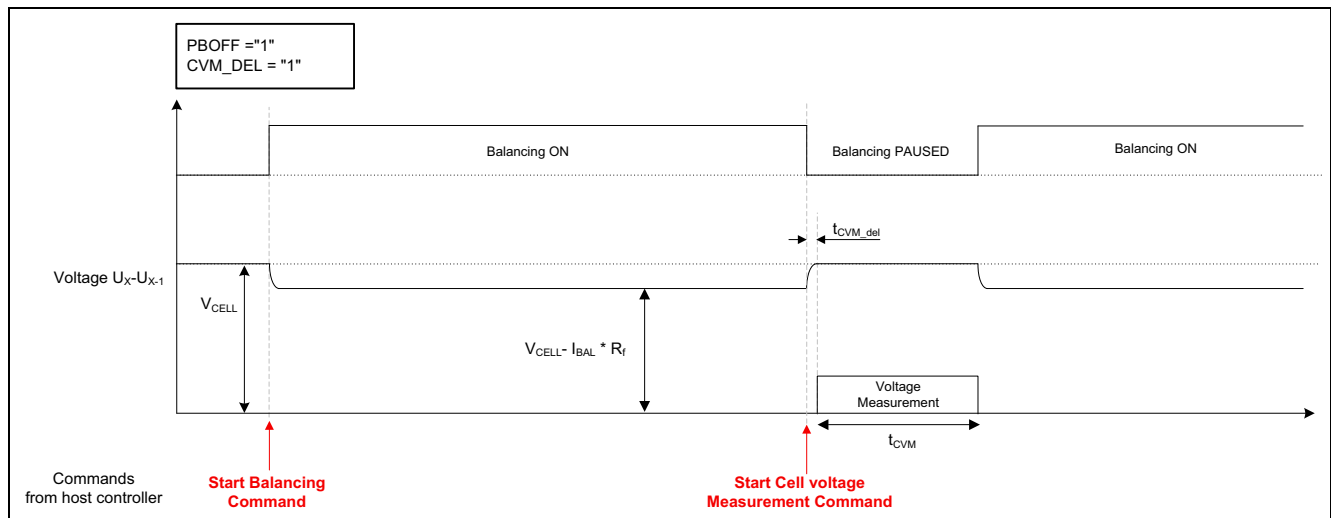 PBOFF ="1"
CVM_DEL = "1"
Balancing ON
Balancing PAUSED
Balancing ON
tCVM_del
Voltage UX-UX-1
VCELL
VCELL- IBAL * Rf
Voltage
Measurement
tCVM
Commands
from host controller
Start Balancing
Command
Start Cell voltage
Measurement Command